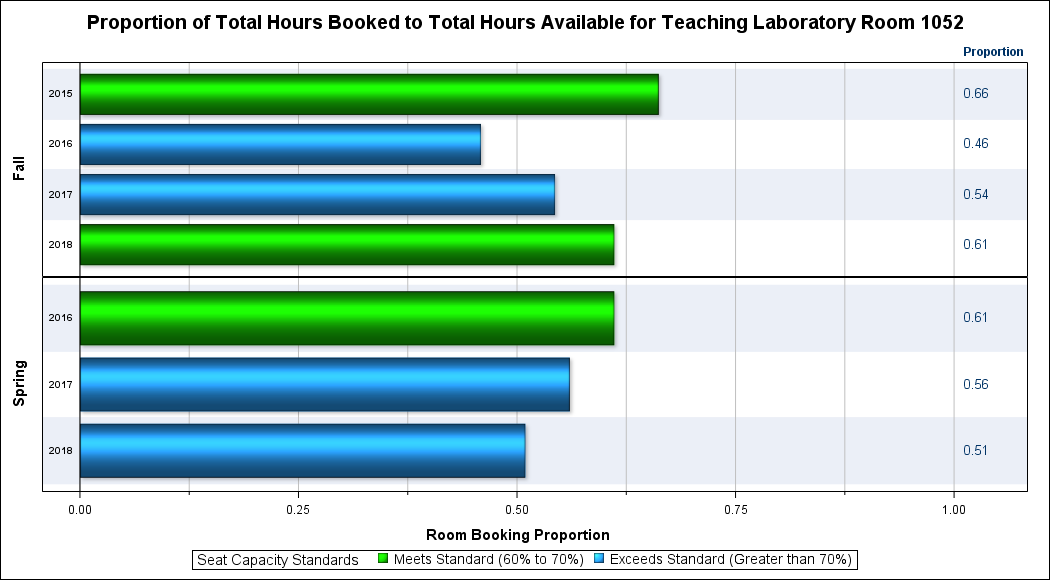 Proportion of Total Hours Booked to Total Hours Available for Teaching Laboratory Room 1052
Proportion
Fall
2015 0.66
2016 0.46
2017 0.54
2018 0.61
Spring
2016 0.61
2017 0.56
2018 0.51
0.00 0.25 0.50 0.75 1.00
Room Booking Proportion
Seat Capacity Standards Meets Standard (60% to 70%) Exceeds Standard (Greater than 70%)